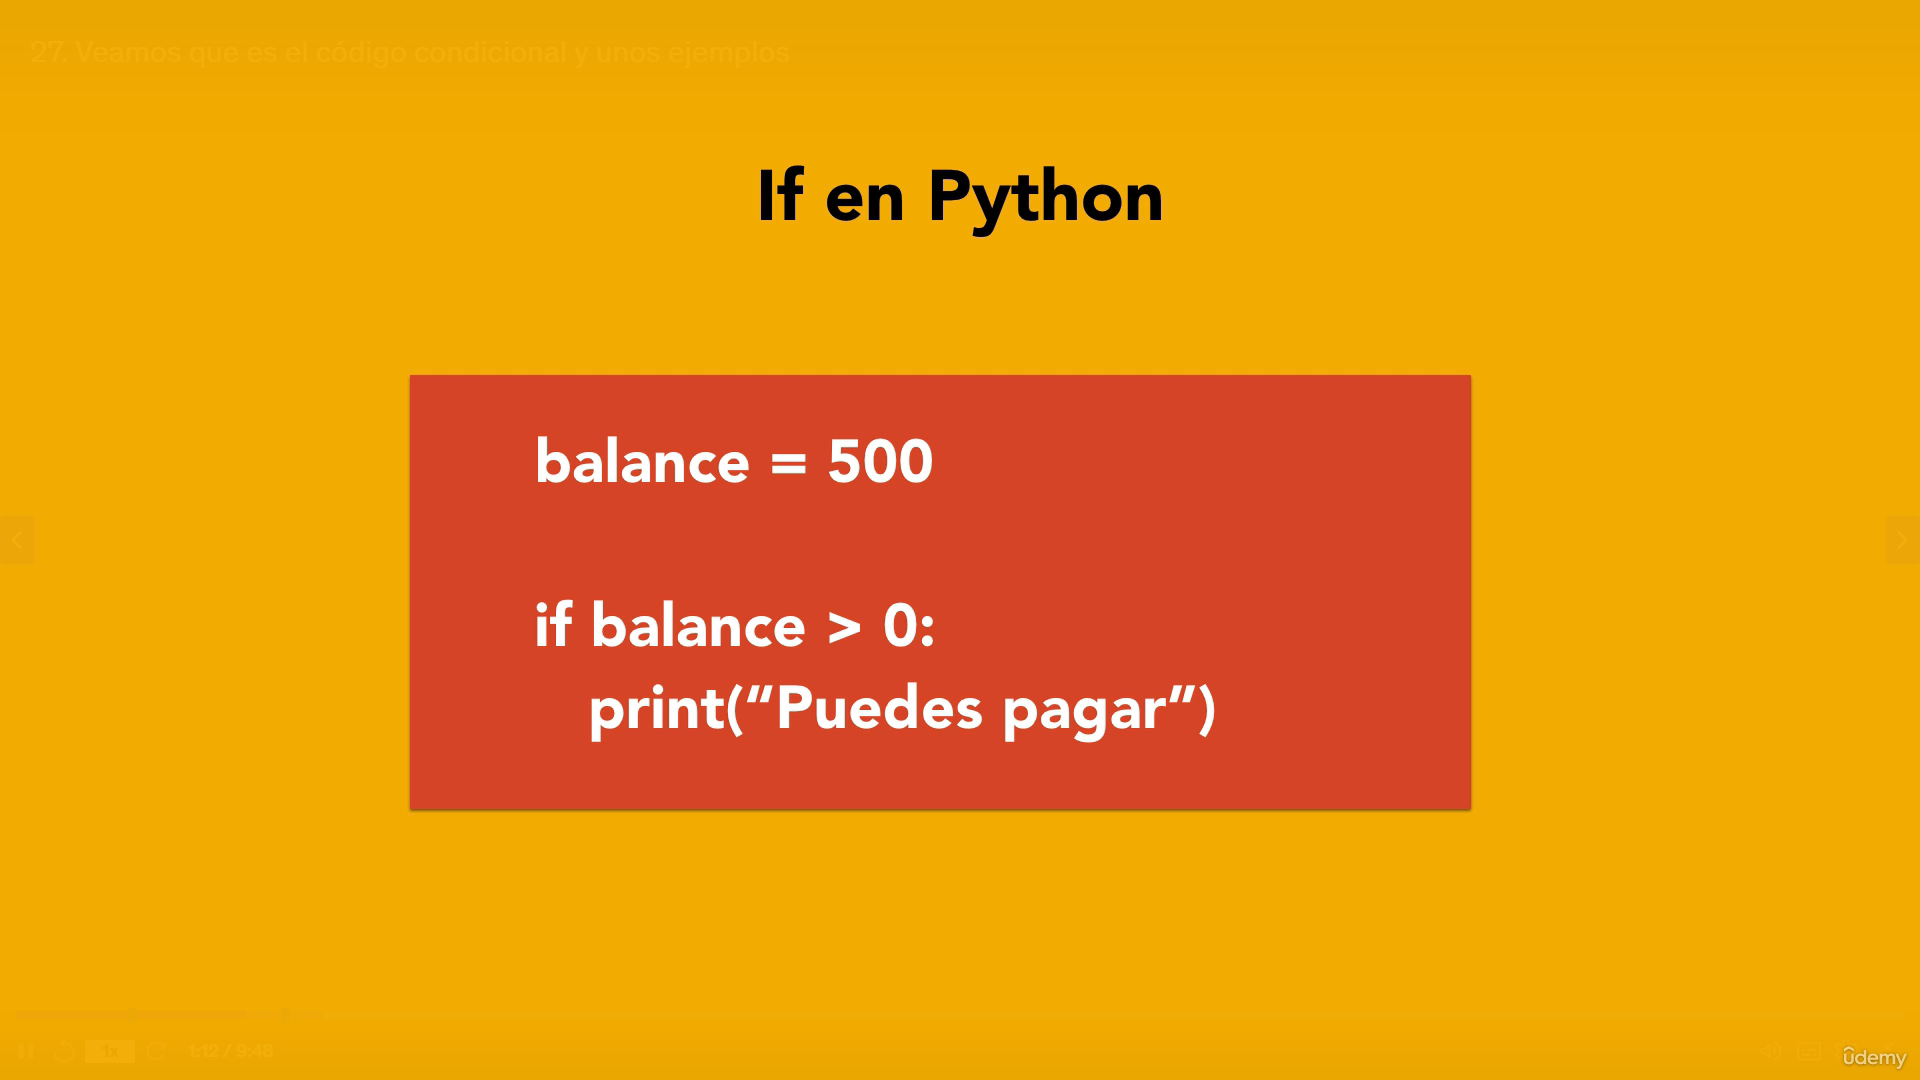 27. Veamos que es el código condicional y unos ejemplos
If en Python
balance = 500
if balance > 0:
print(“Puedes pagar”)
1x
1:12 / 9:48
ûdemy